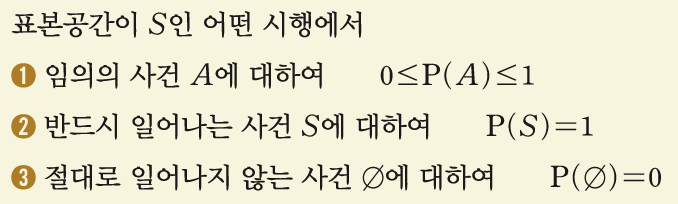 표본공간이 S인 어떤 시행에서
❶ 임의의 사건 A에 대하여 0≤P(A)≤1
❷ 반드시 일어나는 사건 S에 대하여 P(S)=1
❸ 절대로 일어나지 않는 사건 ∅에 대하여 P(∅)=0